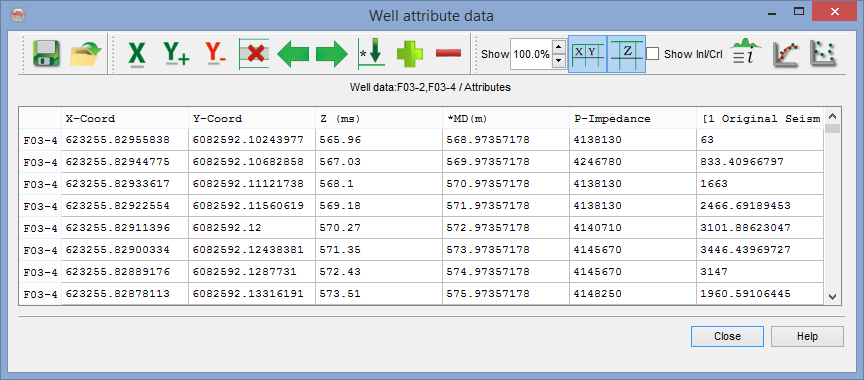 Well attribute data
X Y+ Y- Show 100.0% X Y Z Show Inl/Crl
Well data:F03-2,F03-4 / Attributes
X-Coord Y-Coord Z (ms) *MD(m) P-Impedance [1 Original Seism
F03-4 623255.82955838 6082592.10243977 565.96 568.97357178 4138130 63
F03-4 623255.82944775 6082592.10682858 567.03 569.97357178 4246780 833.40966797
F03-4 623255.82933617 6082592.11121738 568.1 570.97357178 4138130 1663
F03-4 623255.82922554 6082592.11560619 569.18 571.97357178 4138130 2466.69189453
F03-4 623255.82911396 6082592.12 570.27 572.97357178 4140710 3101.88623047
F03-4 623255.82900334 6082592.12438381 571.35 573.97357178 4145670 3446.43969727
F03-4 623255.82889176 6082592.1287731 572.43 574.97357178 4145670 3147
F03-4 623255.82878113 6082592.13316191 573.51 575.97357178 4148250 1960.59106445
Close Help